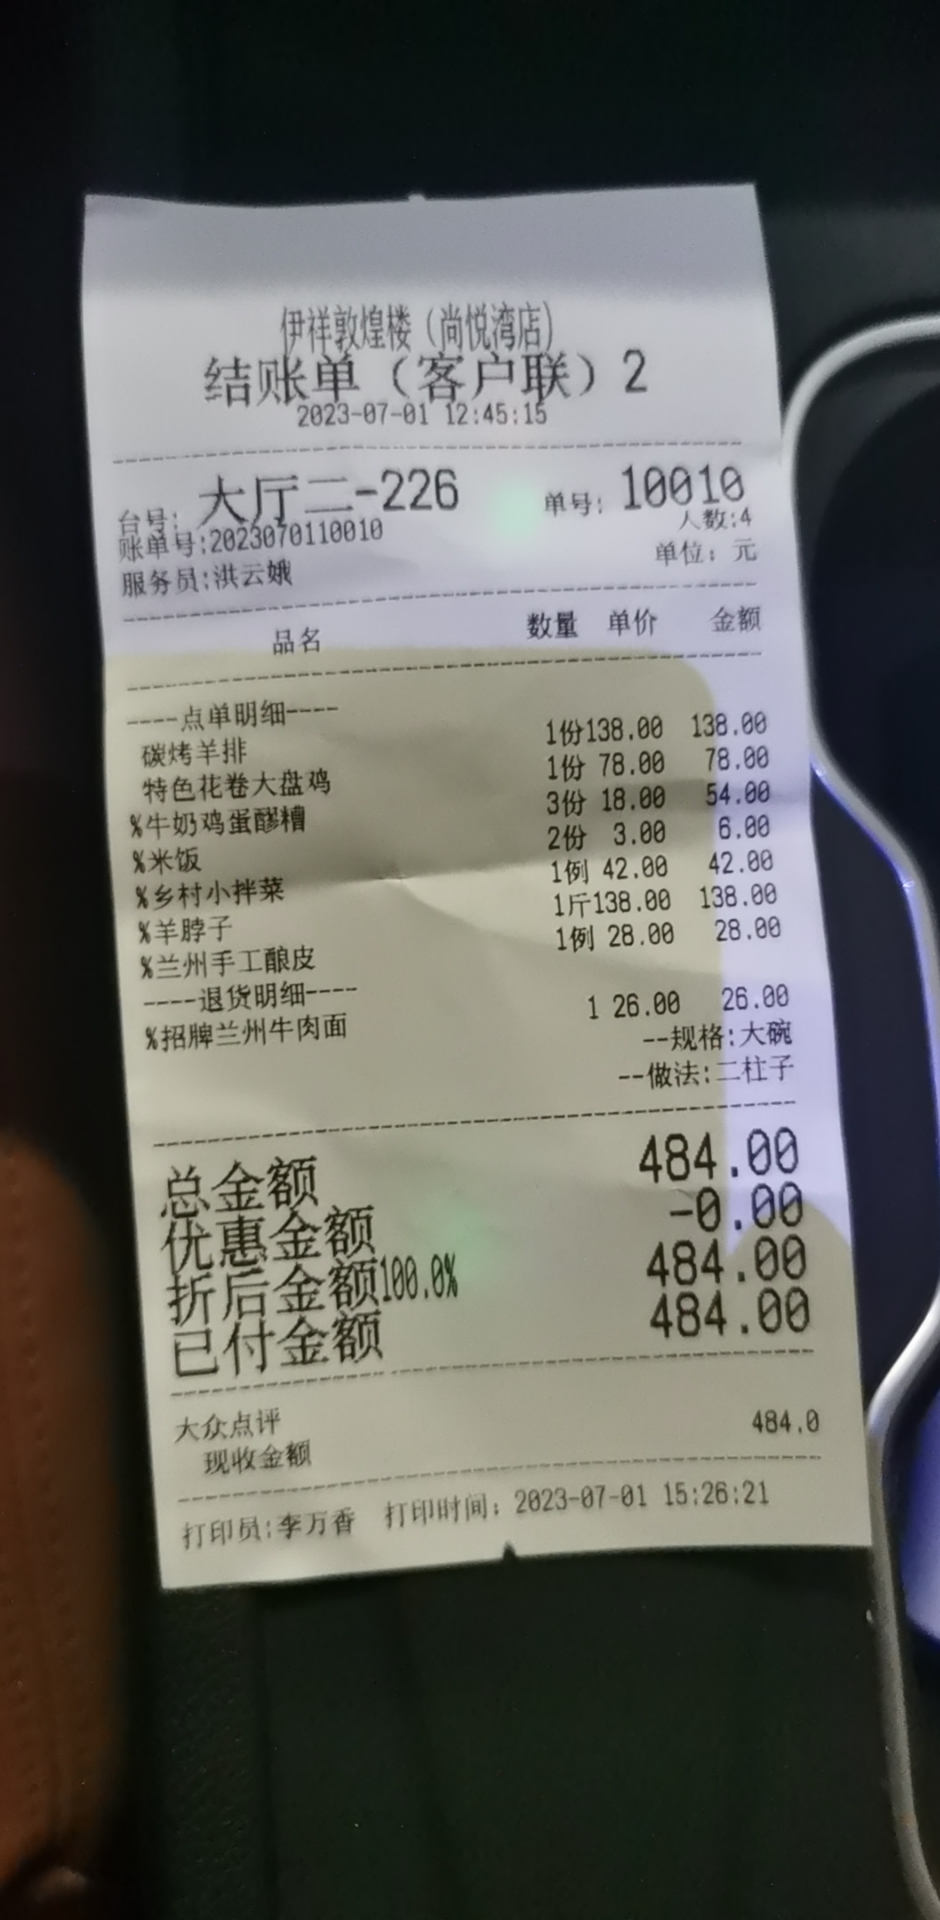 伊祥敦煌楼（尚悦湾店）
结账单（客户联）2
2023-07-01 12:45:15
台号: 大厅二-226 单号: 10010
账单号:2023070110010 人数:4
服务员:洪云娥 单位: 元
品名 数量 单价 金额
----点单明细----
碳烤羊排 1份138.00 138.00
特色花卷大盘鸡 1份 78.00 78.00
%牛奶鸡蛋醪糟 3份 18.00 54.00
%米饭 2份 3.00 6.00
%乡村小拌菜 1例 42.00 42.00
%羊脖子 1斤138.00 138.00
%兰州手工酿皮 1例 28.00 28.00
----退货明细----
%招牌兰州牛肉面 1 26.00 26.00
--规格:大碗
--做法:二柱子
总金额 484.00
优惠金额 -0.00
折后金额100.0% 484.00
已付金额 484.00
大众点评 484.0
现收金额
打印员:李万香 打印时间: 2023-07-01 15:26:21